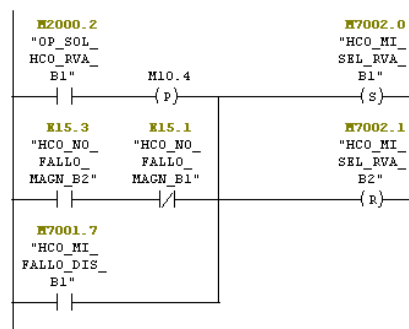 M2000.2
"OP_SOL_
HCO_RVA_
B1"
M10.4
(P)
M7002.0
"HCO_MI_
SEL_RVA_
B1"
(S)
E15.3
"HCO_NO_
FALLO_
MAGN_B2"
E15.1
"HCO_NO_
FALLO_
MAGN_B1"
M7002.1
"HCO_MI_
SEL_RVA_
B2"
(R)
M7001.7
"HCO_MI_
FALLO_DIS_
B1"